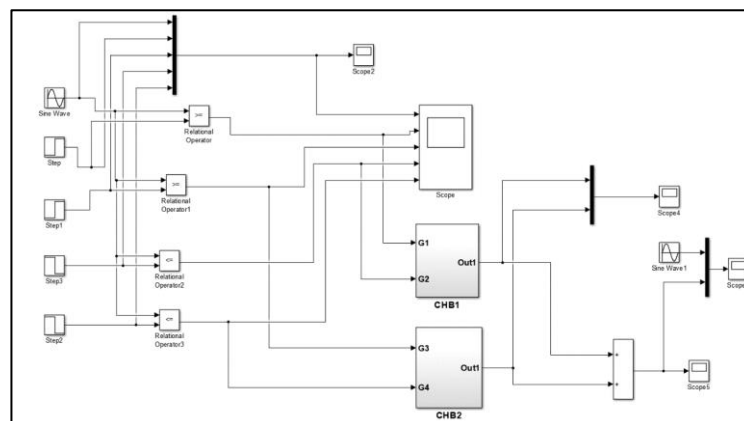 Scope2
Sine Wave
>=
Relational
Operator
Step
>=
Relational
Operator1
Scope
Step1
Scope4
G1
Out1
G2
CHB1
<=
Relational
Operator2
Step3
Sine Wave1
Scope
<=
Relational
Operator3
Step2
G3
Out1
G4
CHB2
+
+
Scope5